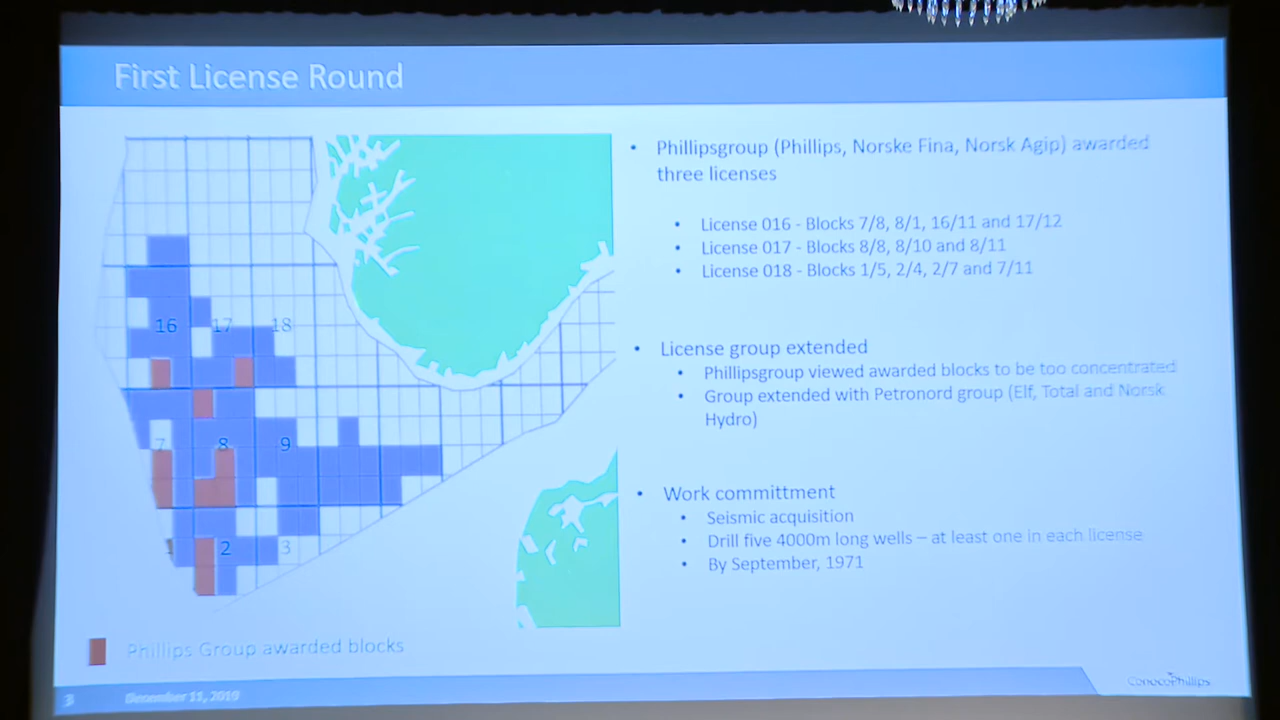 First License Round
16
17
18
7
8
9
1
2
3
Phillips Group awarded blocks
• Phillipsgroup (Phillips, Norske Fina, Norsk Agip) awarded
three licenses
• License 016 - Blocks 7/8, 8/1, 16/11 and 17/12
• License 017 - Blocks 8/8, 8/10 and 8/11
• License 018 - Blocks 1/5, 2/4, 2/7 and 7/11
• License group extended
• Phillipsgroup viewed awarded blocks to be too concentrated
• Group extended with Petronord group (Elf, Total and Norsk
Hydro)
• Work committment
• Seismic acquisition
• Drill five 4000m long wells – at least one in each license
• By September, 1971
3
December 11, 2019
ConocoPhillips